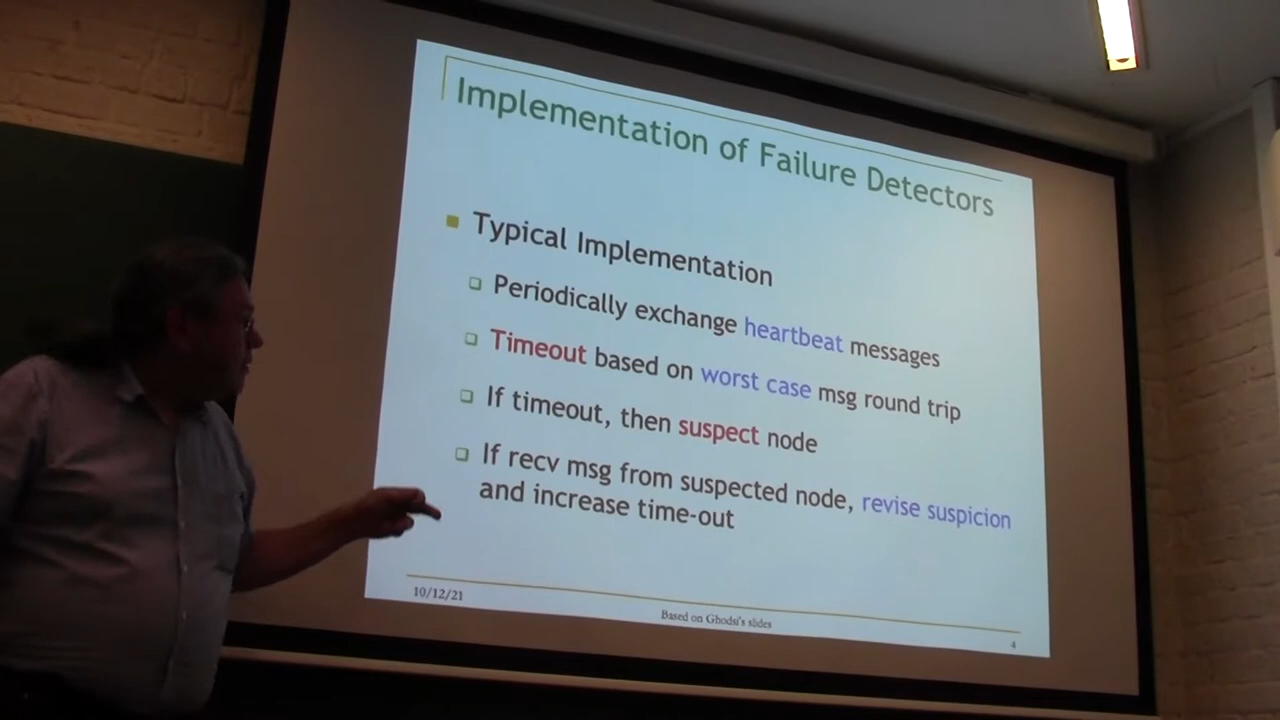 Implementation of Failure Detectors
Typical Implementation
Periodically exchange heartbeat messages
Timeout based on worst case msg round trip
If timeout, then suspect node
If recv msg from suspected node, revise suspicion
and increase time-out
10/12/21
Based on Ghodsi's slides
4